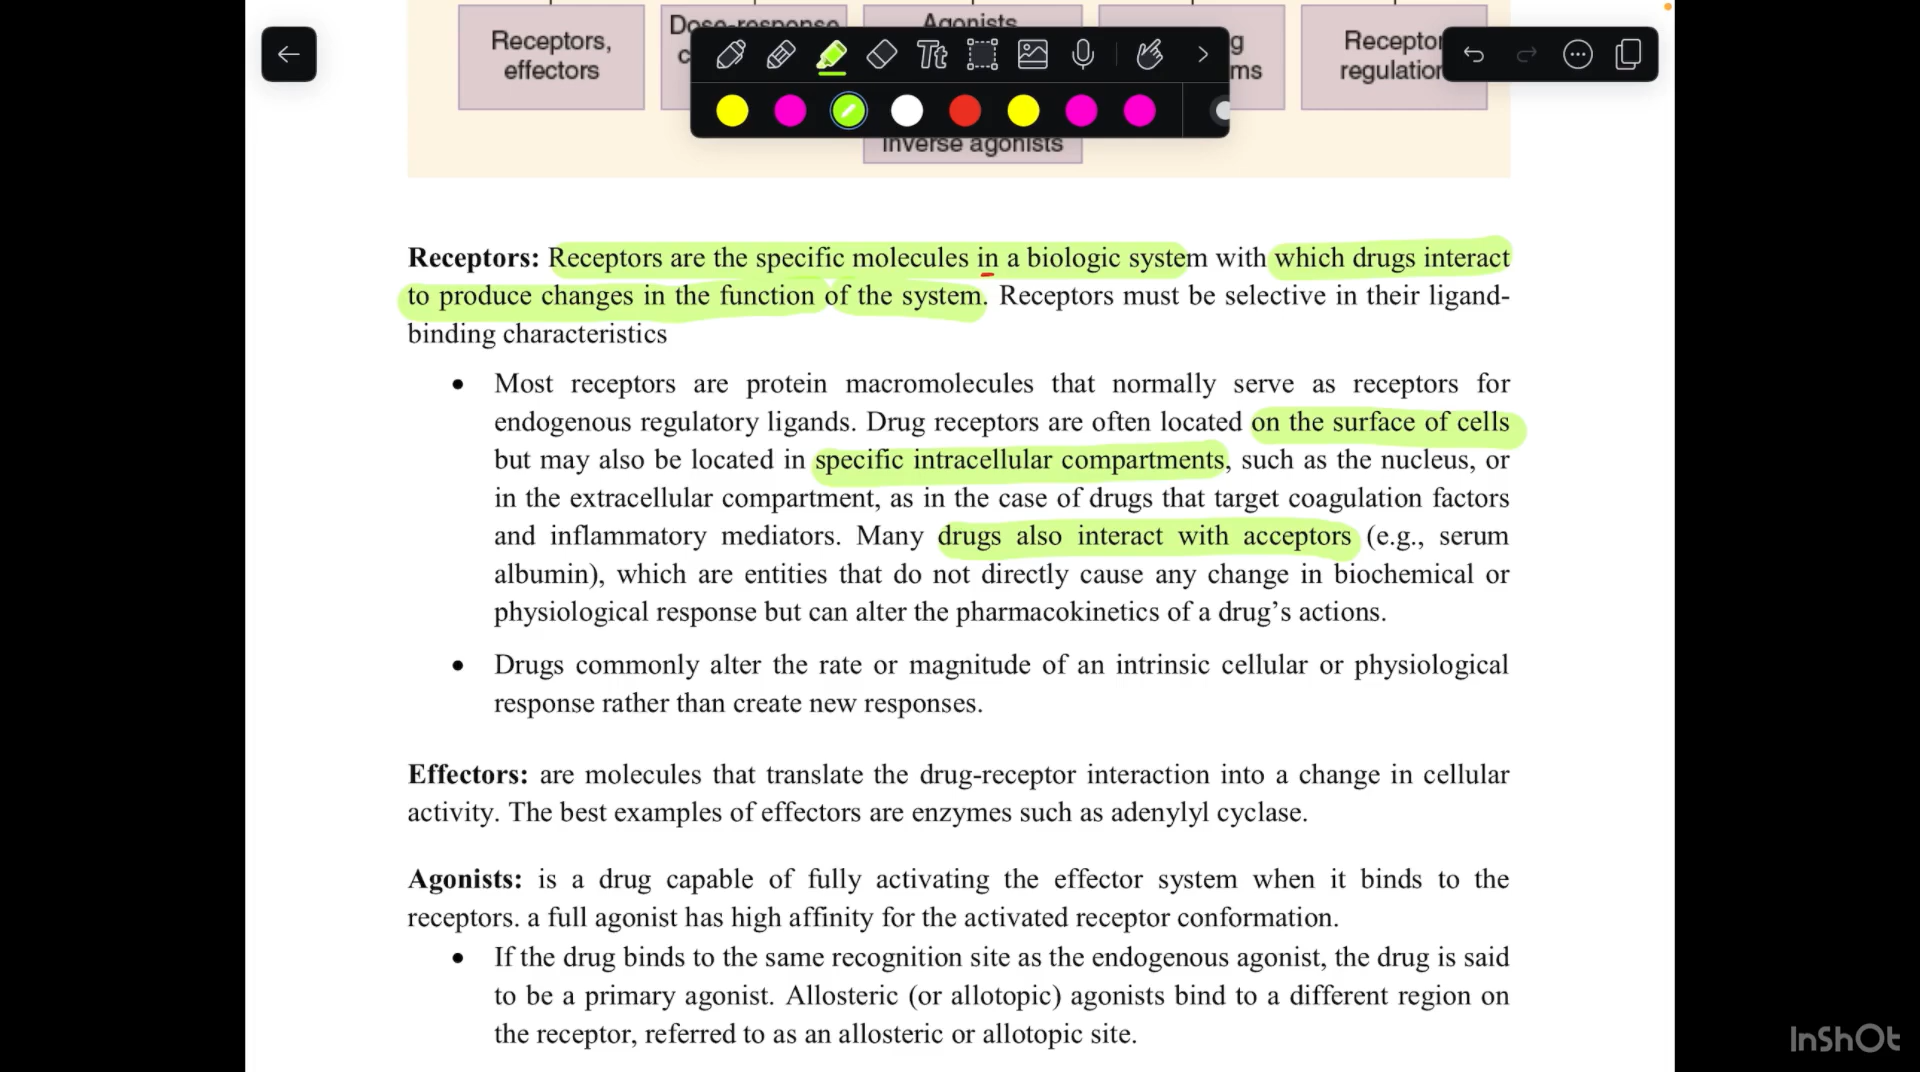 Receptors,
effectors
Dose-response
Agonists
g
ms
Receptor
regulation
inverse agonists
Tt
Receptors: Receptors are the specific molecules in a biologic system with which drugs interact
to produce changes in the function of the system. Receptors must be selective in their ligand-
binding characteristics
• Most receptors are protein macromolecules that normally serve as receptors for
endogenous regulatory ligands. Drug receptors are often located on the surface of cells
but may also be located in specific intracellular compartments, such as the nucleus, or
in the extracellular compartment, as in the case of drugs that target coagulation factors
and inflammatory mediators. Many drugs also interact with acceptors (e.g., serum
albumin), which are entities that do not directly cause any change in biochemical or
physiological response but can alter the pharmacokinetics of a drug’s actions.
• Drugs commonly alter the rate or magnitude of an intrinsic cellular or physiological
response rather than create new responses.
Effectors: are molecules that translate the drug-receptor interaction into a change in cellular
activity. The best examples of effectors are enzymes such as adenylyl cyclase.
Agonists: is a drug capable of fully activating the effector system when it binds to the
receptors. a full agonist has high affinity for the activated receptor conformation.
• If the drug binds to the same recognition site as the endogenous agonist, the drug is said
to be a primary agonist. Allosteric (or allotopic) agonists bind to a different region on
the receptor, referred to as an allosteric or allotopic site.
InShOt